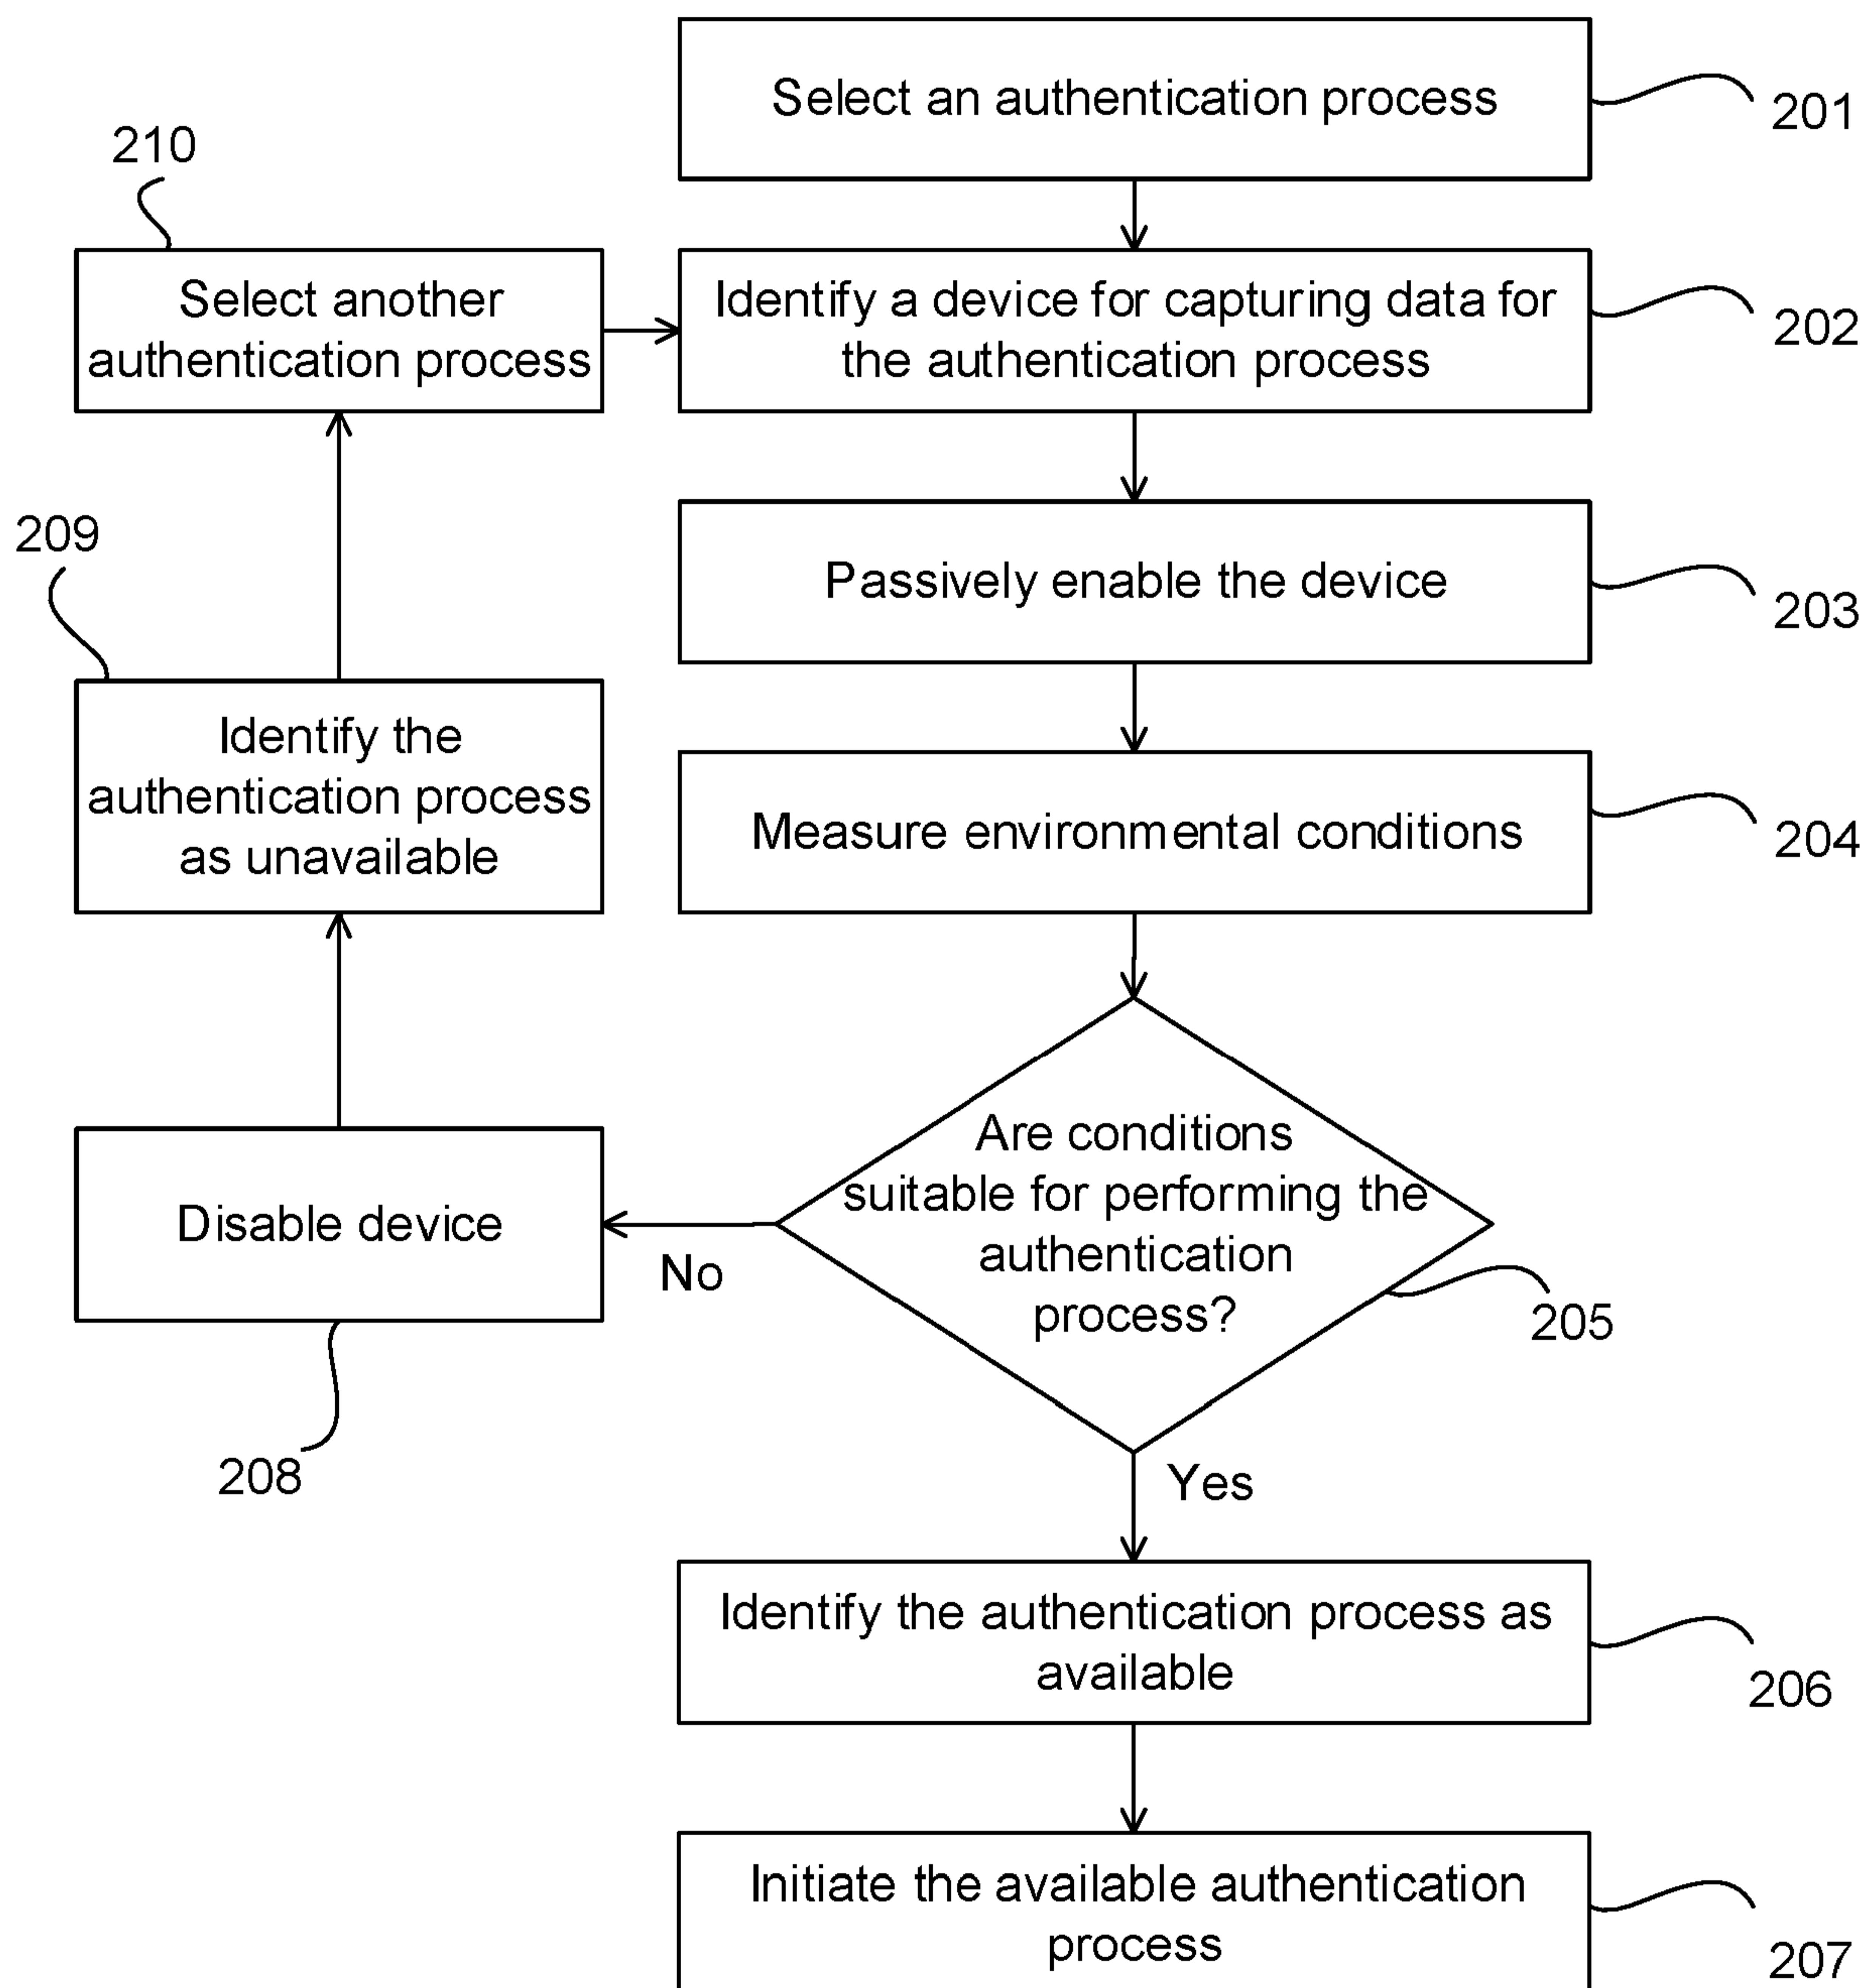 Select an authentication process
201
210
Select another
authentication process
Identify a device for capturing data for
the authentication process
202
Passively enable the device
203
209
Identify the
authentication process
as unavailable
Measure environmental conditions
204
Are conditions
suitable for performing the
authentication
process?
205
Disable device
No
208
Yes
Identify the authentication process as
available
206
Initiate the available authentication
process
207